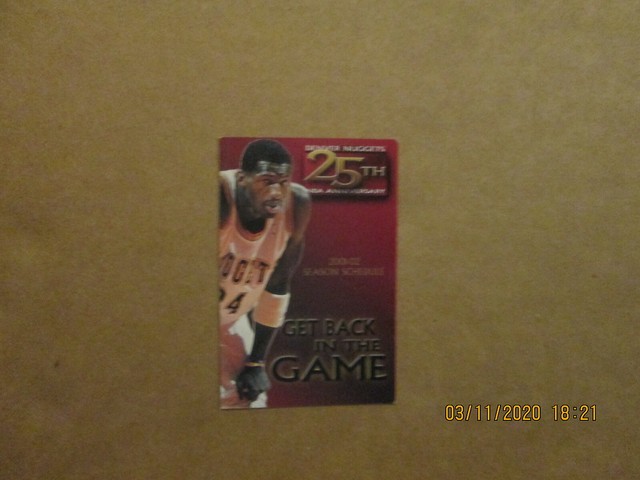 DENVER NUGGETS
25TH
NBA ANNIVERSARY
2001-02
SEASON SCHEDULE
GET BACK
IN THE
GAME
24
03/11/2020 18:21